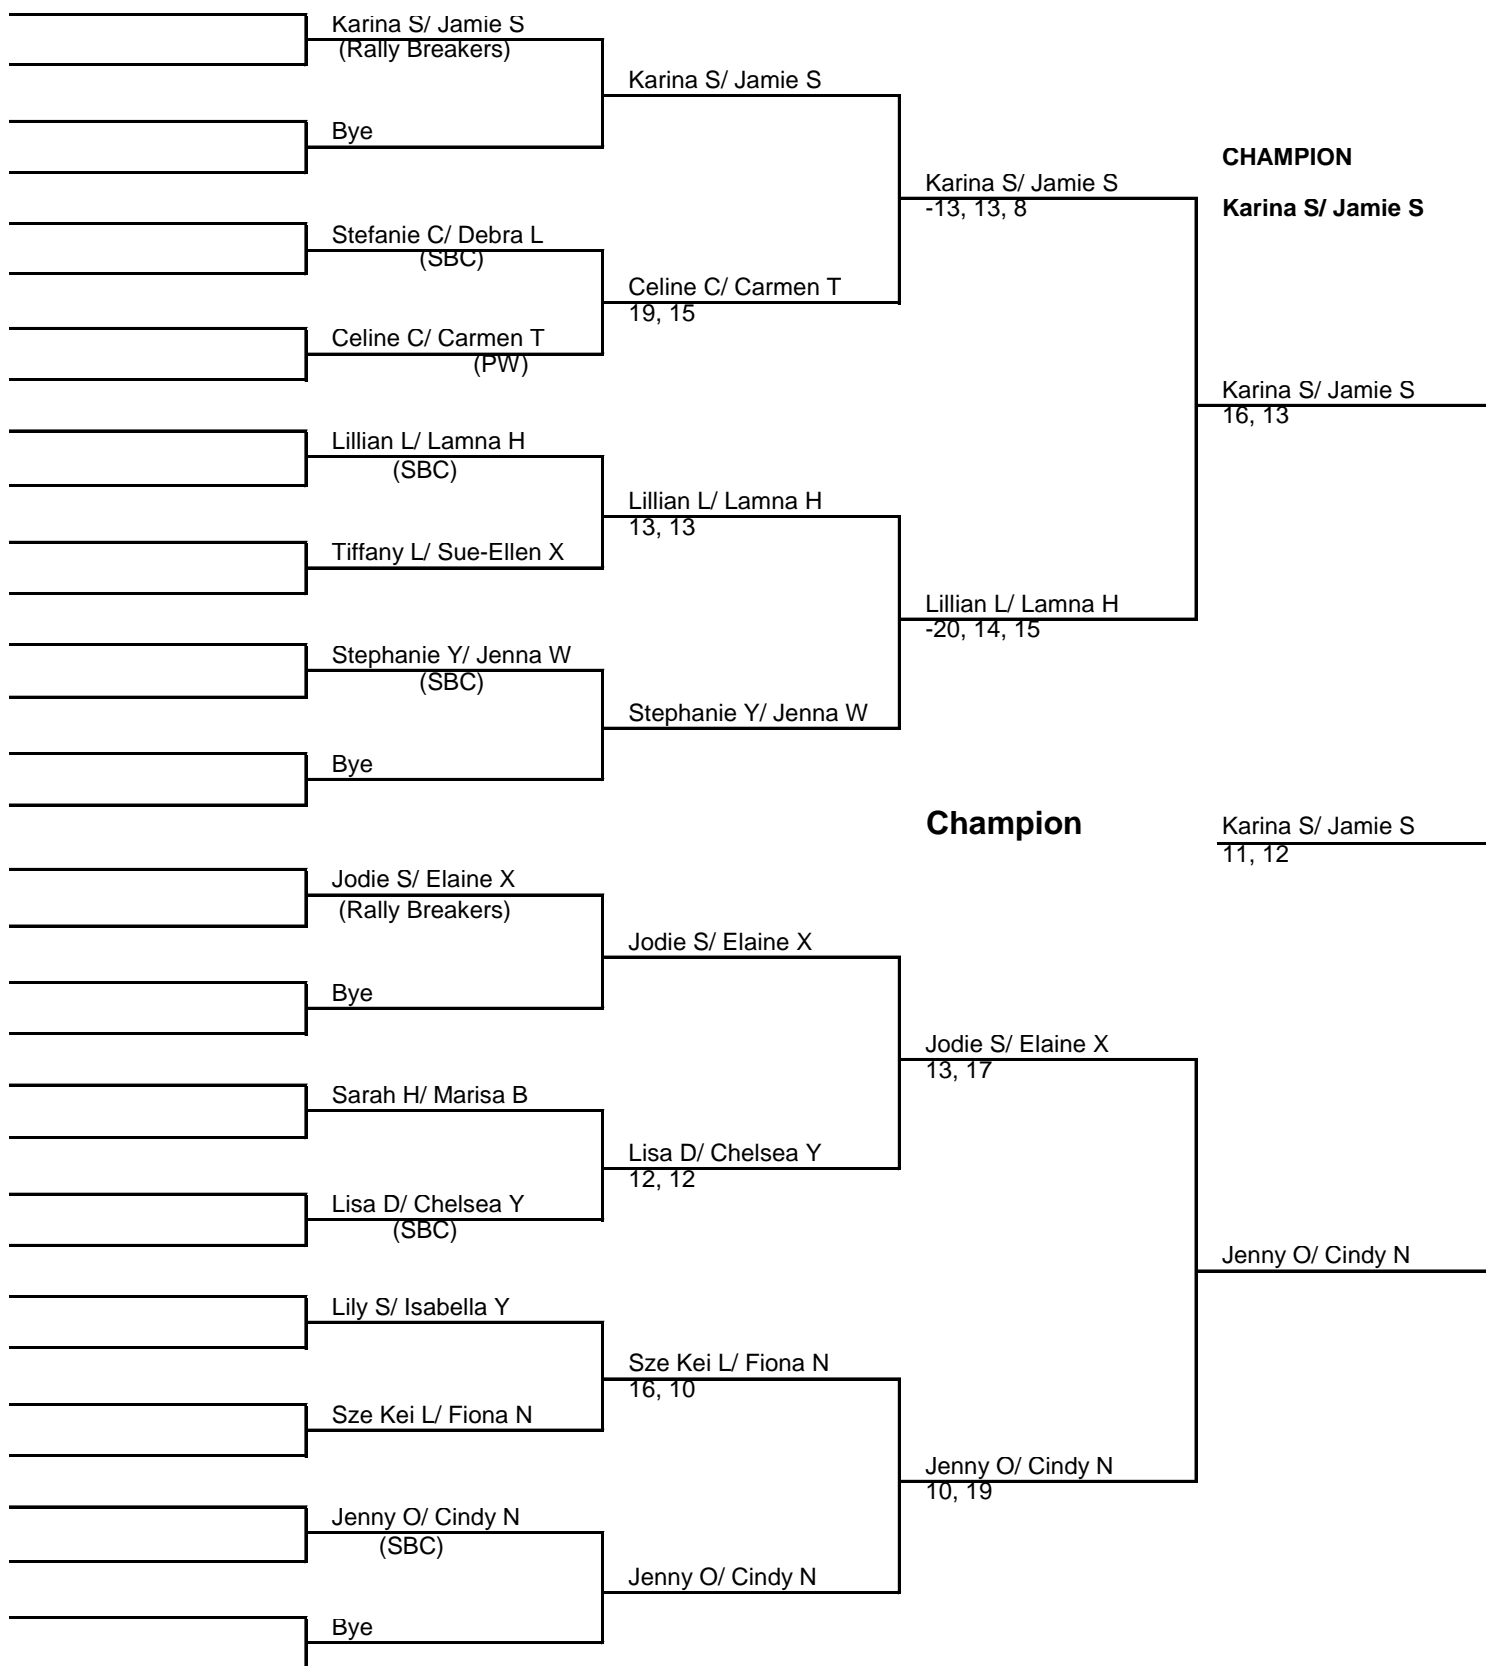 Karina S/ Jamie S
(Rally Breakers)
Karina S/ Jamie S
Bye
CHAMPION
Karina S/ Jamie S
-13, 13, 8
Karina S/ Jamie S
Stefanie C/ Debra L
(SBC)
Celine C/ Carmen T
19, 15
Celine C/ Carmen T
(PW)
Karina S/ Jamie S
16, 13
Lillian L/ Lamna H
(SBC)
Lillian L/ Lamna H
13, 13
Tiffany L/ Sue-Ellen X
Lillian L/ Lamna H
-20, 14, 15
Stephanie Y/ Jenna W
(SBC)
Stephanie Y/ Jenna W
Bye
Champion
Karina S/ Jamie S
11, 12
Jodie S/ Elaine X
(Rally Breakers)
Jodie S/ Elaine X
Bye
Jodie S/ Elaine X
13, 17
Sarah H/ Marisa B
Lisa D/ Chelsea Y
12, 12
Lisa D/ Chelsea Y
(SBC)
Jenny O/ Cindy N
Lily S/ Isabella Y
Sze Kei L/ Fiona N
16, 10
Sze Kei L/ Fiona N
Jenny O/ Cindy N
10, 19
Jenny O/ Cindy N
(SBC)
Jenny O/ Cindy N
Bye